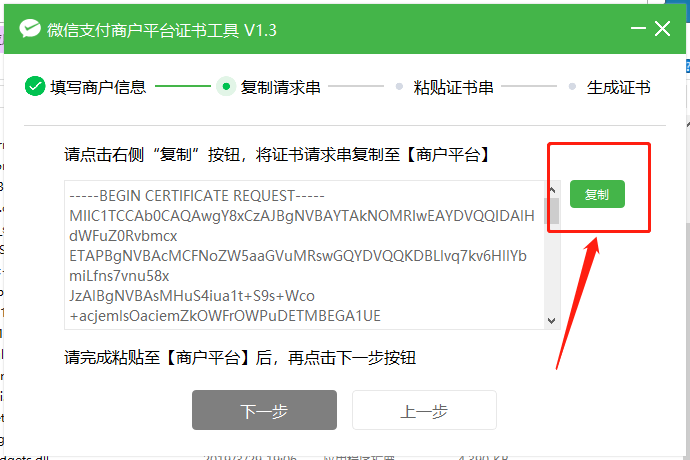 微信支付商户平台证书工具 V1.3
填写商户信息 复制请求串 粘贴证书串 生成证书
请点击右侧“复制”按钮，将证书请求串复制至【商户平台】
-----BEGIN CERTIFICATE REQUEST-----
复制
MIIC1TCCAb0CAQAwgY8xCzAJBgNVBAYTAkNOMRIwEAYDVQQIDAlH
dWFuZ0Rvbmcx
ETAPBgNVBAcMCFNoZW5aaGVuMRswGQYDVQQKDBLlvq7kv6HllYb
miLfns7vnu58x
JzAlBgNVBAsMHuS4iua1t+S9s+Wco
+acjemlsOaciemZkOWFrOWPuDETMBEGA1UE
请完成粘贴至【商户平台】后，再点击下一步按钮
下一步 上一步